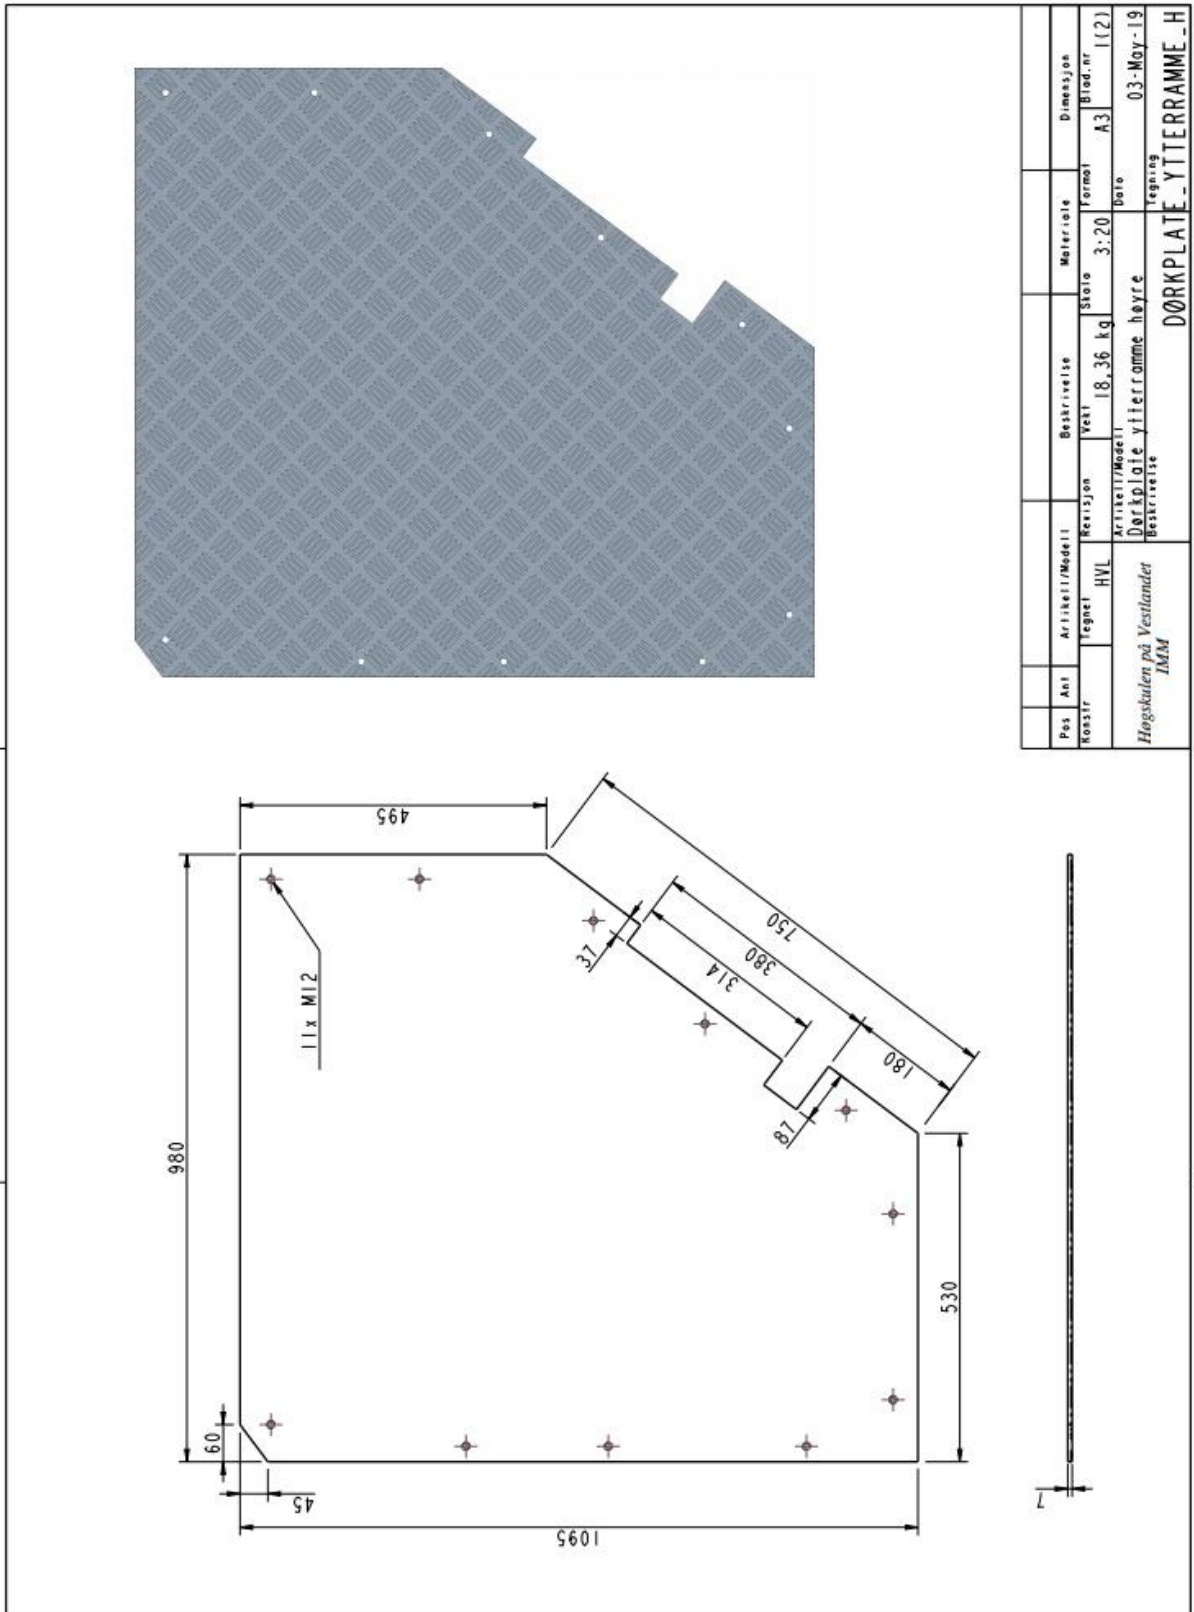 980
60
45
1095
530
495
11x M12
37
314
380
750
180
87
7
Pos Ant Artikell/Modell Beskrivelse Materiale Dimensjon
Konstr Tegnet HVL Revisjon Vekt 18,36 kg Skala 3:20 Format A3 Blad.nr 1(2)
Høgskulen på Vestlandet
IMM
Artikell/Modell
Dørkplate ytterramme høyre
Dato 03-May-19
Beskrivelse
Tegning
DØRKPLATE_YTTERRAMME_H